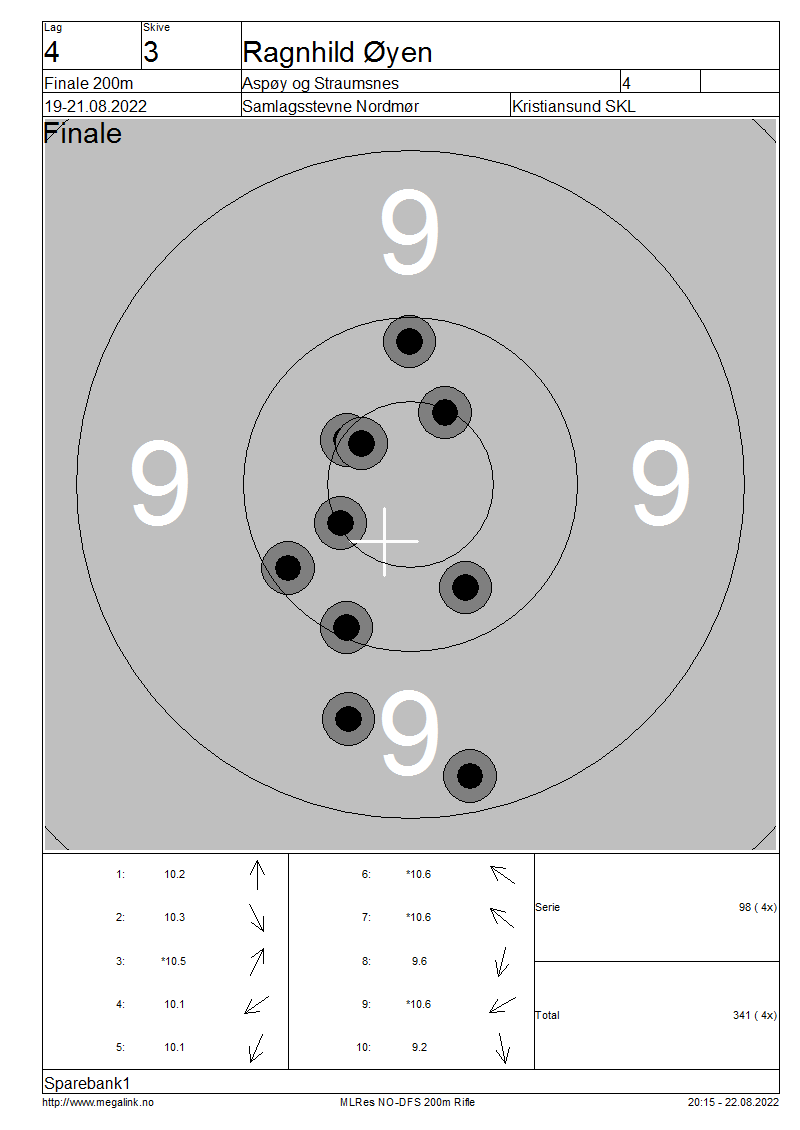 Lag Skive
4 3 Ragnhild Øyen
Finale 200m Aspøy og Straumsnes 4
19-21.08.2022 Samlagsstevne Nordmør Kristiansund SKL
Finale
9
9 9
9
1: 10.2 6: *10.6
2: 10.3 7: *10.6
Serie 98 ( 4x)
3: *10.5 8: 9.6
4: 10.1 9: *10.6
Total 341 ( 4x)
5: 10.1 10: 9.2
Sparebank1
http://www.megalink.no MLRes NO-DFS 200m Rifle 20:15 - 22.08.2022